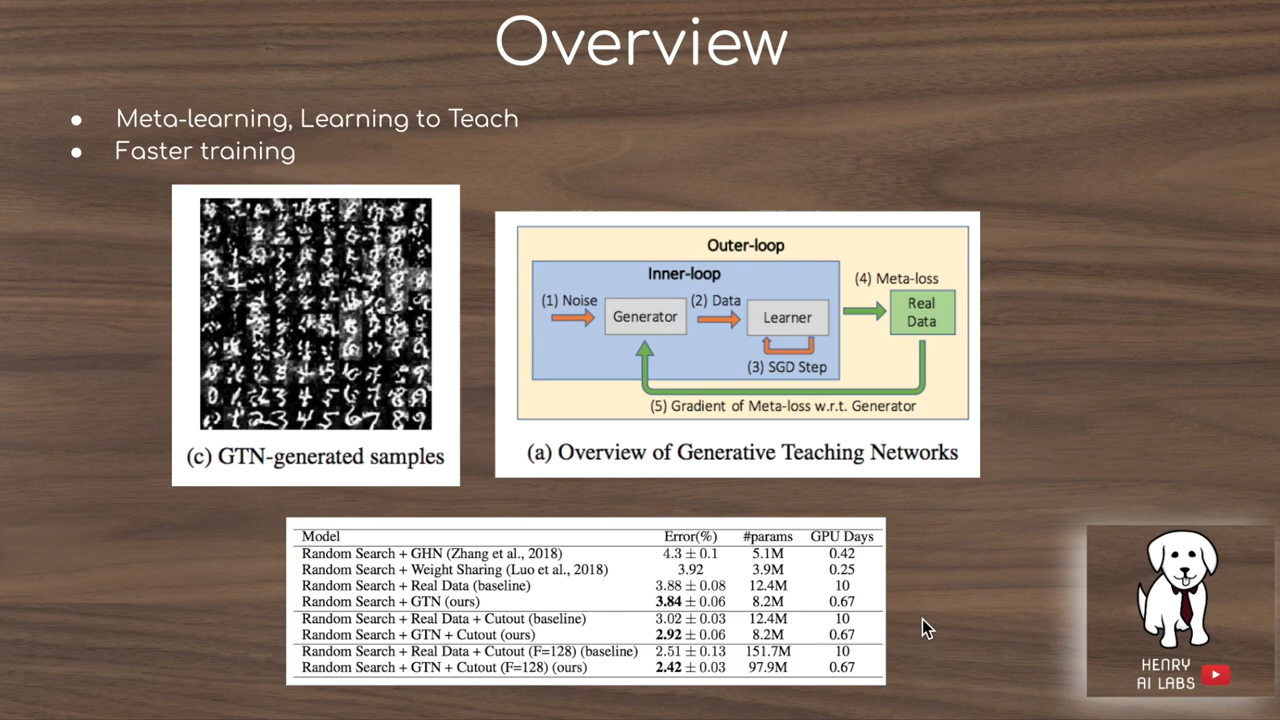 Overview
• Meta-learning, Learning to Teach
• Faster training
(c) GTN-generated samples
Outer-loop
Inner-loop
(1) Noise
Generator
(2) Data
Learner
(3) SGD Step
(4) Meta-loss
Real
Data
(5) Gradient of Meta-loss w.r.t. Generator
(a) Overview of Generative Teaching Networks
Model Error(%) #params GPU Days
Random Search + GHN (Zhang et al., 2018) 4.3 ± 0.1 5.1M 0.42
Random Search + Weight Sharing (Luo et al., 2018) 3.92 3.9M 0.25
Random Search + Real Data (baseline) 3.88 ± 0.08 12.4M 10
Random Search + GTN (ours) 3.84 ± 0.06 8.2M 0.67
Random Search + Real Data + Cutout (baseline) 3.02 ± 0.03 12.4M 10
Random Search + GTN + Cutout (ours) 2.92 ± 0.06 8.2M 0.67
Random Search + Real Data + Cutout (F=128) (baseline) 2.51 ± 0.13 151.7M 10
Random Search + GTN + Cutout (F=128) (ours) 2.42 ± 0.03 97.9M 0.67
HENRY
AI LABS